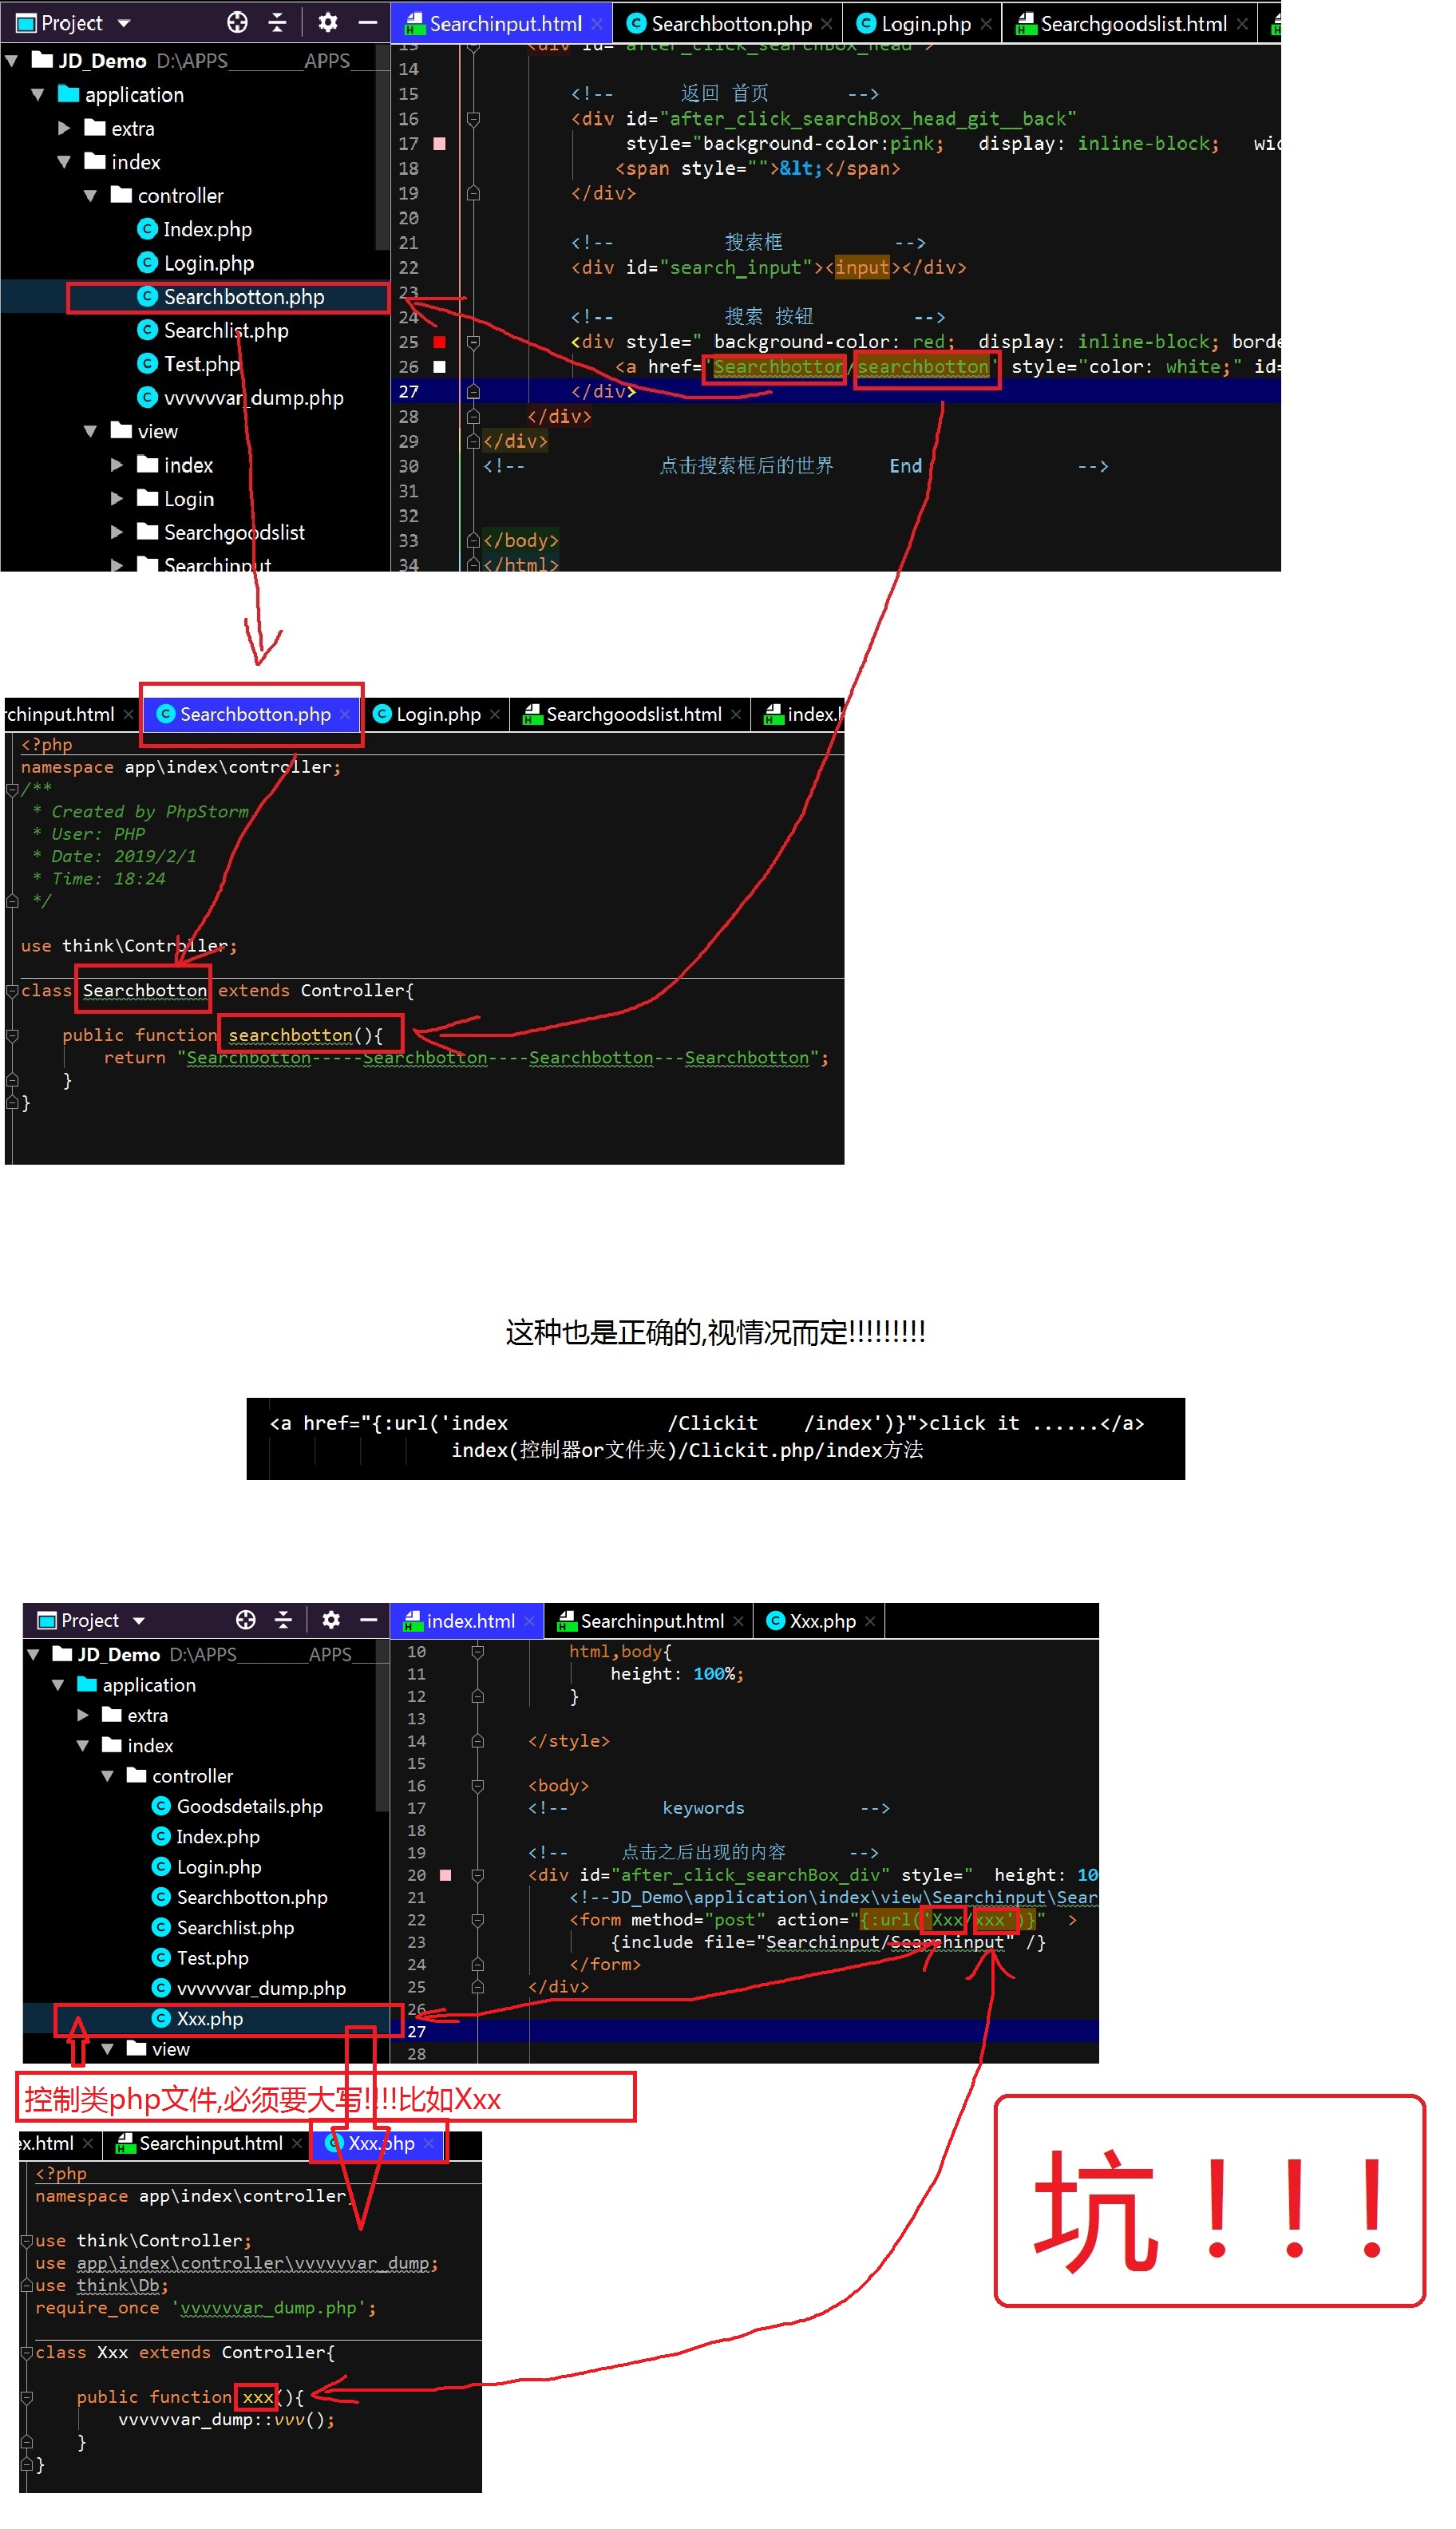 Project
Searchinput.html
Searchbotton.php
Login.php
Searchgoodslist.html
JD_Demo D:\APPS________APPS____
application
extra
index
controller
Index.php
Login.php
Searchbotton.php
Searchlist.php
Test.php
vvvvvvar_dump.php
view
index
Login
Searchgoodslist
Searchinput
13 <div id="after_click_searchBox_head">
14
15 <!-- 返回 首页 -->
16 <div id="after_click_searchBox_head_git__back"
17 style="background-color:pink; display: inline-block; wid
18 <span style="">&lt;</span>
19 </div>
20
21 <!-- 搜索框 -->
22 <div id="search_input"><input></div>
23
24 <!-- 搜索 按钮 -->
25 <div style=" background-color: red; display: inline-block; borde
26 <a href='Searchbotton/searchbotton' style="color: white;" id=
27 </div>
28 </div>
29 </div>
30 <!-- 点击搜索框后的世界 End -->
31
32
33 </body>
34 </html>
rchinput.html
Searchbotton.php
Login.php
Searchgoodslist.html
index.h
<?php
namespace app\index\controller;
/**
* Created by PhpStorm
* User: PHP
* Date: 2019/2/1
* Time: 18:24
*/
use think\Controller;
class Searchbotton extends Controller{
public function searchbotton(){
return "Searchbotton-----Searchbotton----Searchbotton---Searchbotton";
}
}
这种也是正确的,视情况而定!!!!!!!!!
<a href="{:url('index /Clickit /index')}">click it ......</a>
index(控制器or文件夹)/Clickit.php/index方法
Project
index.html
Searchinput.html
Xxx.php
JD_Demo D:\APPS________APPS____
application
extra
index
controller
Goodsdetails.php
Index.php
Login.php
Searchbotton.php
Searchlist.php
Test.php
vvvvvvar_dump.php
Xxx.php
view
10 html,body{
11 height: 100%;
12 }
13
14 </style>
15
16 <body>
17 <!-- keywords -->
18
19 <!-- 点击之后出现的内容 -->
20 <div id="after_click_searchBox_div" style=" height: 10
21 <!--JD_Demo\application\index\view\Searchinput\Sear
22 <form method="post" action="{:url('Xxx/xxx')}" >
23 {include file="Searchinput/Searchinput" /}
24 </form>
25 </div>
26
27
28
控制类php文件,必须要大写!!!!比如Xxx
ex.html
Searchinput.html
Xxx.php
<?php
namespace app\index\controller;
use think\Controller;
use app\index\controller\vvvvvvar_dump;
use think\Db;
require_once 'vvvvvvar_dump.php';
class Xxx extends Controller{
public function xxx(){
vvvvvvar_dump::vvv();
}
}
坑！！！